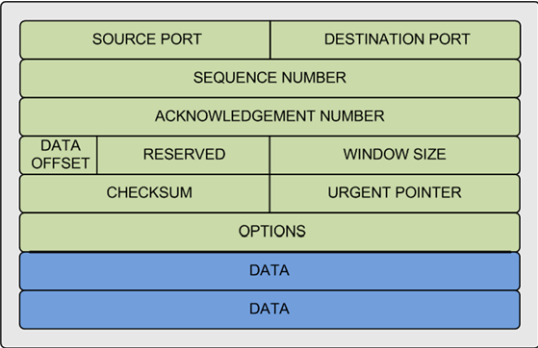 SOURCE PORT
DESTINATION PORT
SEQUENCE NUMBER
ACKNOWLEDGEMENT NUMBER
DATA
OFFSET
RESERVED
WINDOW SIZE
CHECKSUM
URGENT POINTER
OPTIONS
DATA
DATA